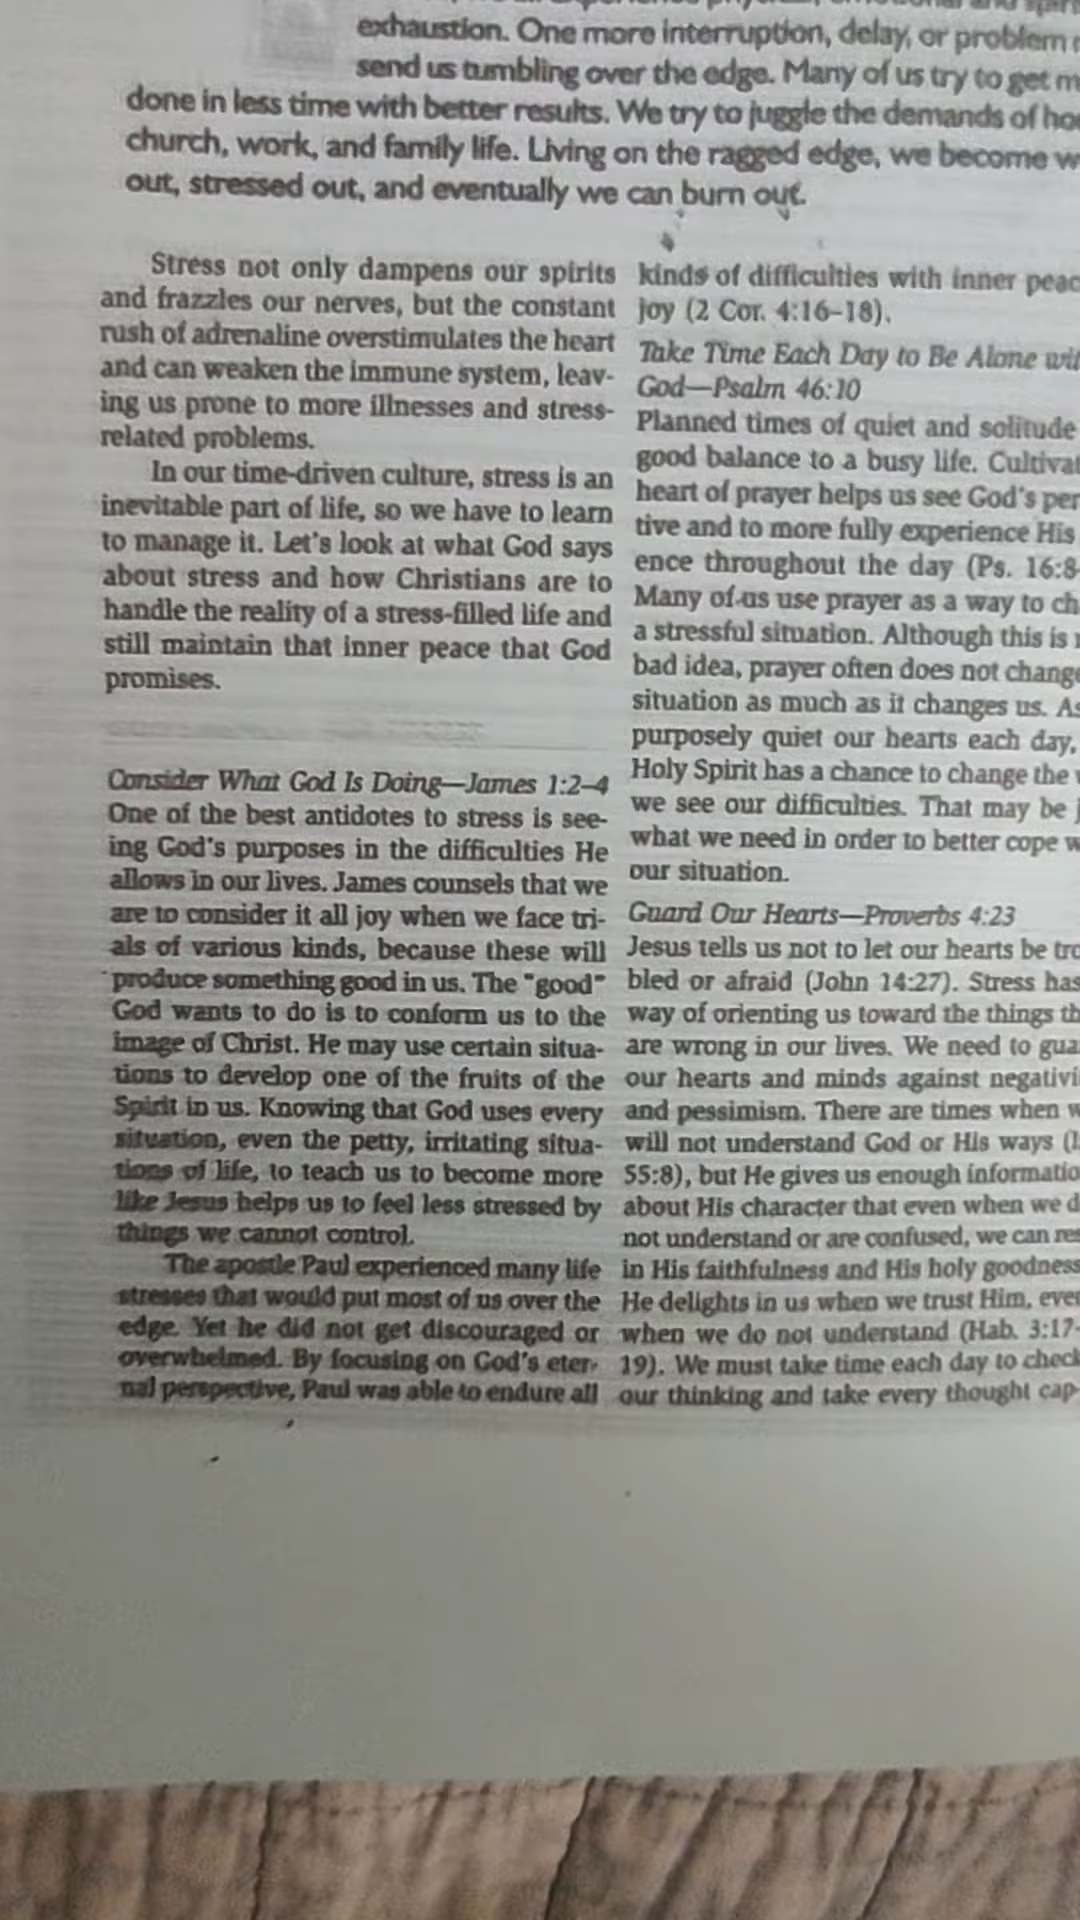 exhaustion. One more interruption, delay, or problem
send us tumbling over the edge. Many of us try to get
done in less time with better results. We try to juggle the demands of
church, work, and family life. Living on the ragged edge, we become
out, stressed out, and eventually we can burn out.
Stress not only dampens our spirits
and frazzles our nerves, but the constant
rush of adrenaline overstimulates the heart
and can weaken the immune system, leav-
ing us prone to more illnesses and stress-
related problems.
In our time-driven culture, stress is an
inevitable part of life, so we have to learn
to manage it. Let's look at what God says
about stress and how Christians are to
handle the reality of a stress-filled life and
still maintain that inner peace that God
promises.
Consider What God Is Doing—James 1:2–4
One of the best antidotes to stress is see-
ing God's purposes in the difficulties He
allows in our lives. James counsels that we
are to consider it all joy when we face tri-
als of various kinds, because these will
produce something good in us. The "good"
God wants to do is to conform us to the
image of Christ. He may use certain situa-
tions to develop one of the fruits of the
Spirit in us. Knowing that God uses every
situation, even the petty, irritating situa-
tions of life, to teach us to become more
like Jesus helps us to feel less stressed by
things we cannot control.
The apostle Paul experienced many life
stresses that would put most of us over the
edge. Yet he did not get discouraged or
overwhelmed. By focusing on God's eter-
nal perspective, Paul was able to endure all
kinds of difficulties with inner peac
joy (2 Cor. 4:16–18).
Take Time Each Day to Be Alone wit
God—Psalm 46:10
Planned times of quiet and solitude
good balance to a busy life. Cultivat
heart of prayer helps us see God's per
tive and to more fully experience His
ence throughout the day (Ps. 16:8
Many of us use prayer as a way to ch
a stressful situation. Although this is
bad idea, prayer often does not change
situation as much as it changes us. As
purposely quiet our hearts each day,
Holy Spirit has a chance to change the
we see our difficulties. That may be
what we need in order to better cope
our situation.
Guard Our Hearts—Proverbs 4:23
Jesus tells us not to let our hearts be tro
bled or afraid (John 14:27). Stress has
way of orienting us toward the things th
are wrong in our lives. We need to gua
our hearts and minds against negativi
and pessimism. There are times when w
will not understand God or His ways (I
55:8), but He gives us enough informatio
about His character that even when we d
not understand or are confused, we can res
in His faithfulness and His holy goodness
He delights in us when we trust Him, ever
when we do not understand (Hab. 3:17–
19). We must take time each day to check
our thinking and take every thought cap-